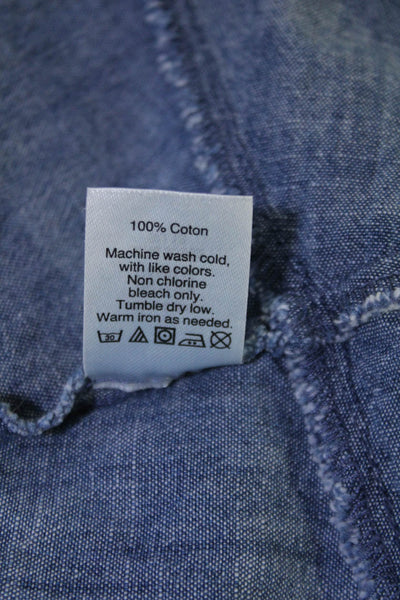 100% Coton
Machine wash cold,
with like colors.
Non chlorine
bleach only.
Tumble dry low.
Warm iron as needed.
30